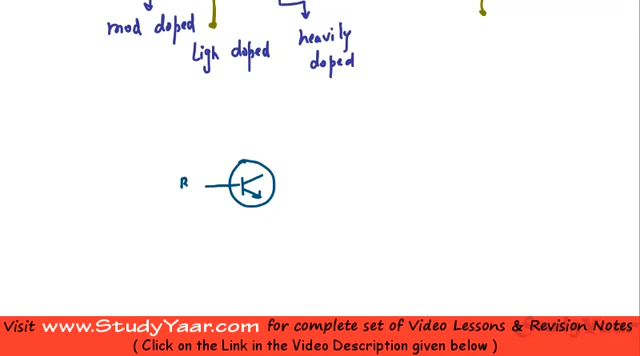 mod doped
Ligh doped
heavily
doped
Visit www.StudyYaar.com for complete set of Video Lessons & Revision Notes
( Click on the Link in the Video Description given below )